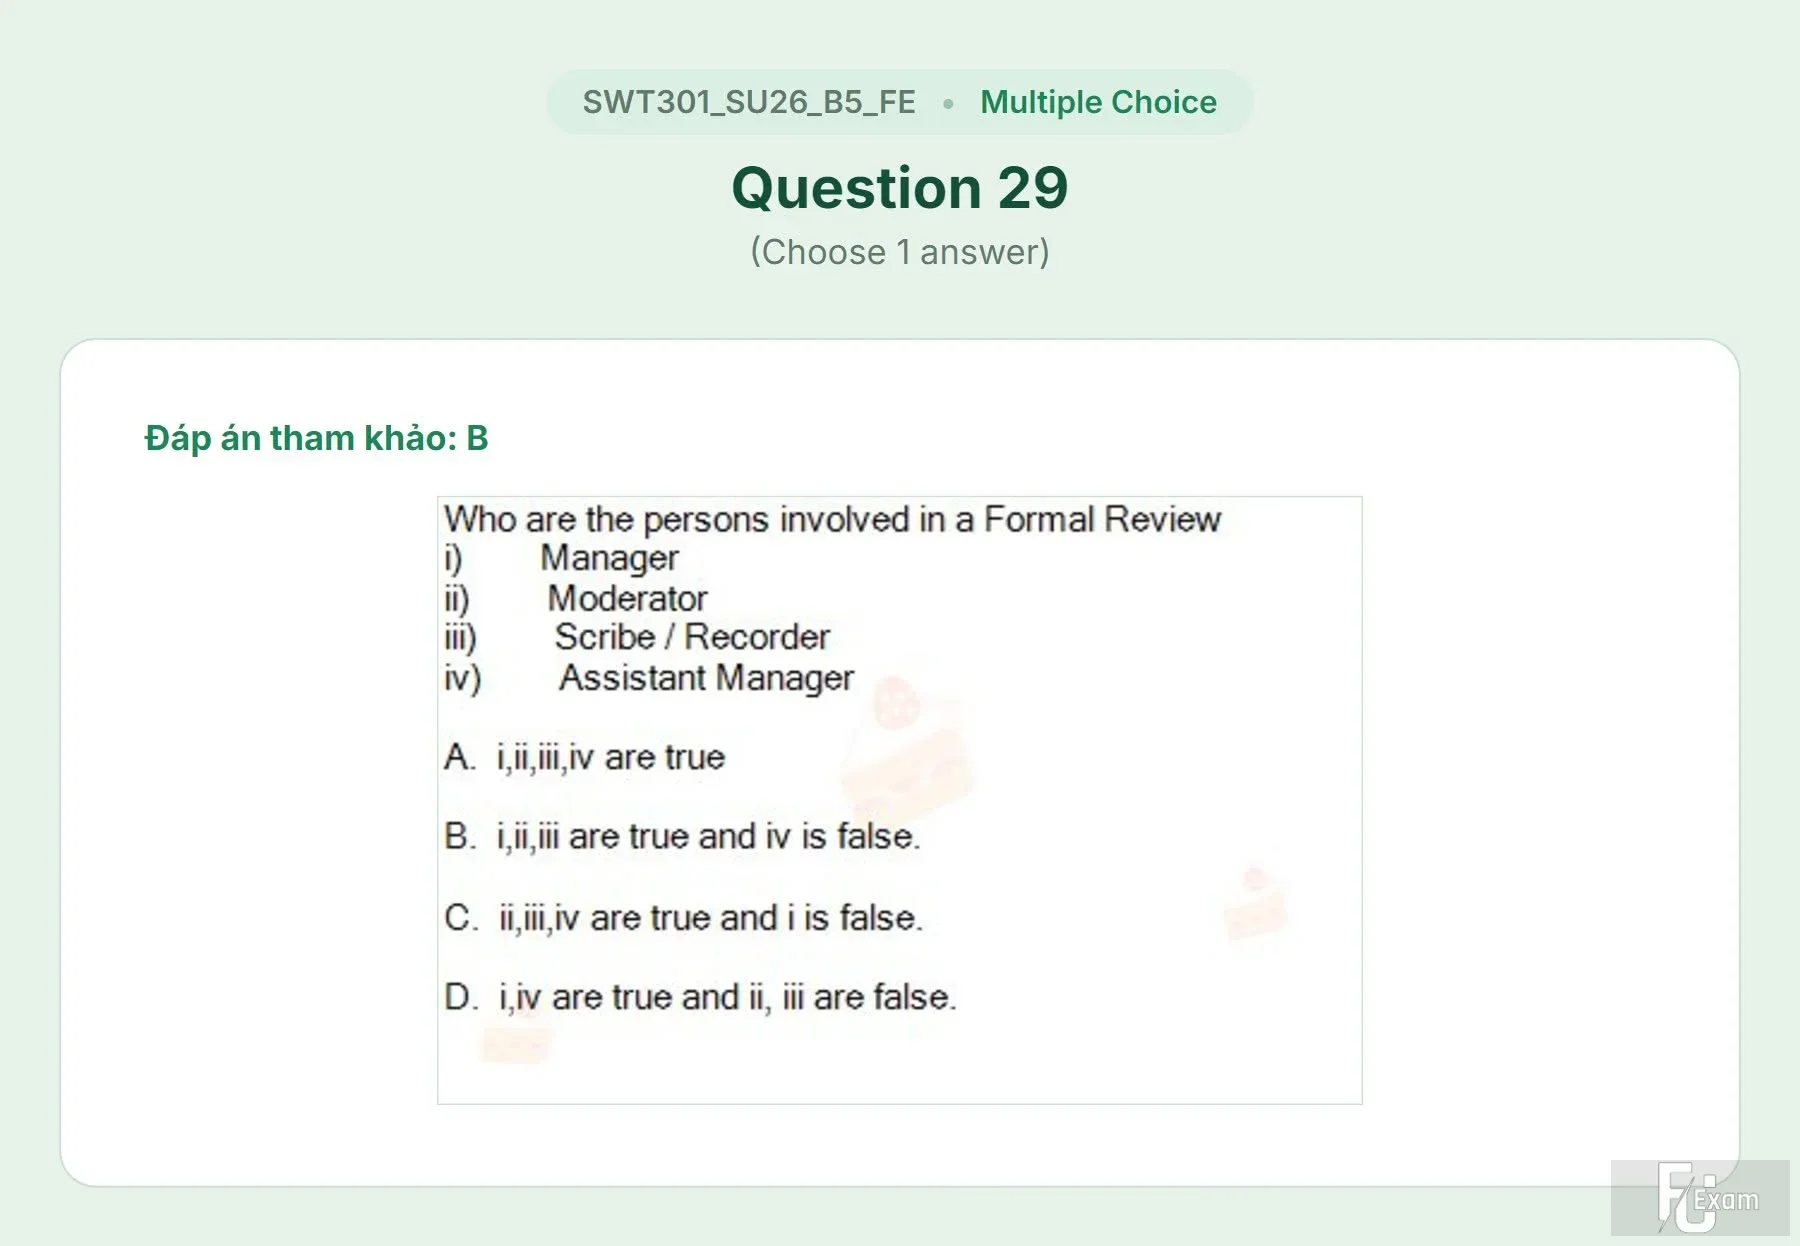 SWT301_SU26_B5_FE • Multiple Choice
Question 29
(Choose 1 answer)
Đáp án tham khảo: B
Who are the persons involved in a Formal Review
i) Manager
ii) Moderator
iii) Scribe / Recorder
iv) Assistant Manager
A. i,ii,iii,iv are true
B. i,ii,iii are true and iv is false.
C. ii,iii,iv are true and i is false.
D. i,iv are true and ii, iii are false.
FU Exam